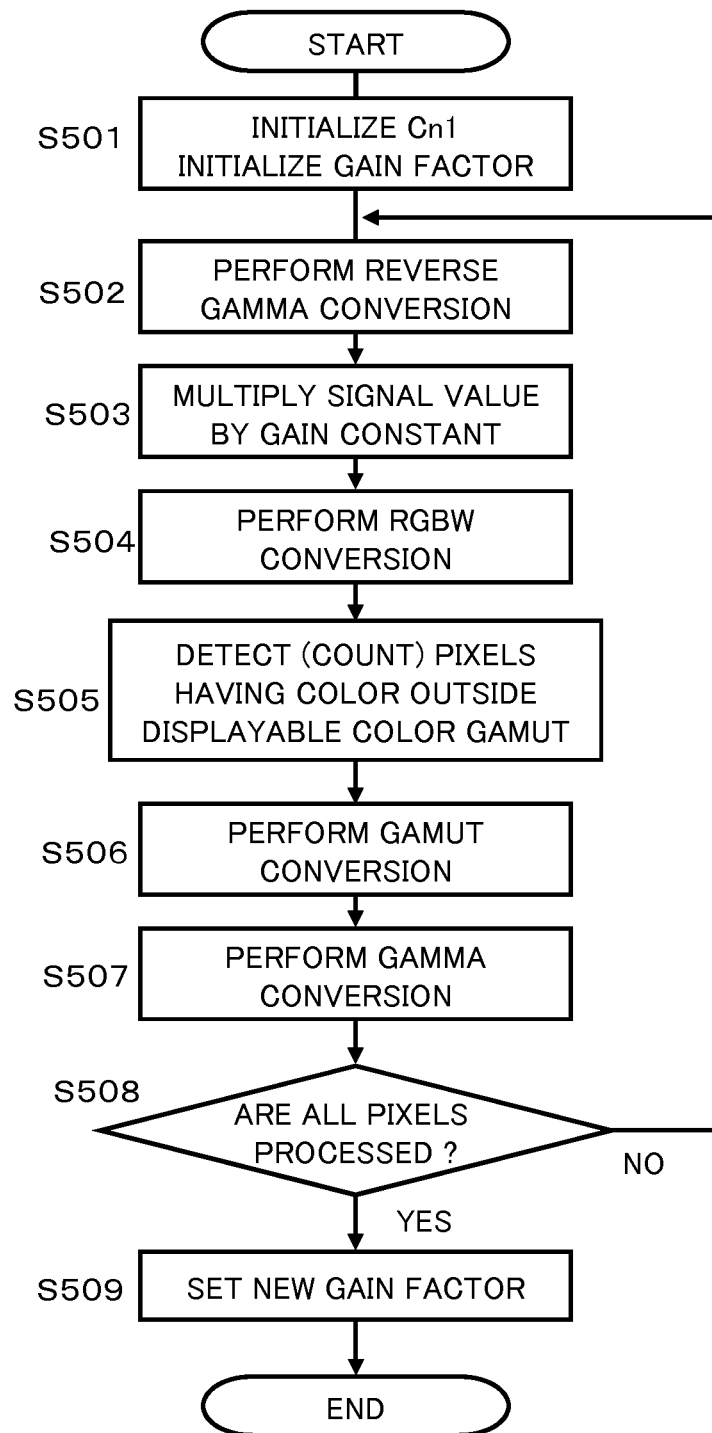 START
S501
INITIALIZE Cn1
INITIALIZE GAIN FACTOR
S502
PERFORM REVERSE
GAMMA CONVERSION
S503
MULTIPLY SIGNAL VALUE
BY GAIN CONSTANT
S504
PERFORM RGBW
CONVERSION
S505
DETECT (COUNT) PIXELS
HAVING COLOR OUTSIDE
DISPLAYABLE COLOR GAMUT
S506
PERFORM GAMUT
CONVERSION
S507
PERFORM GAMMA
CONVERSION
S508
ARE ALL PIXELS
PROCESSED ?
NO
YES
S509
SET NEW GAIN FACTOR
END